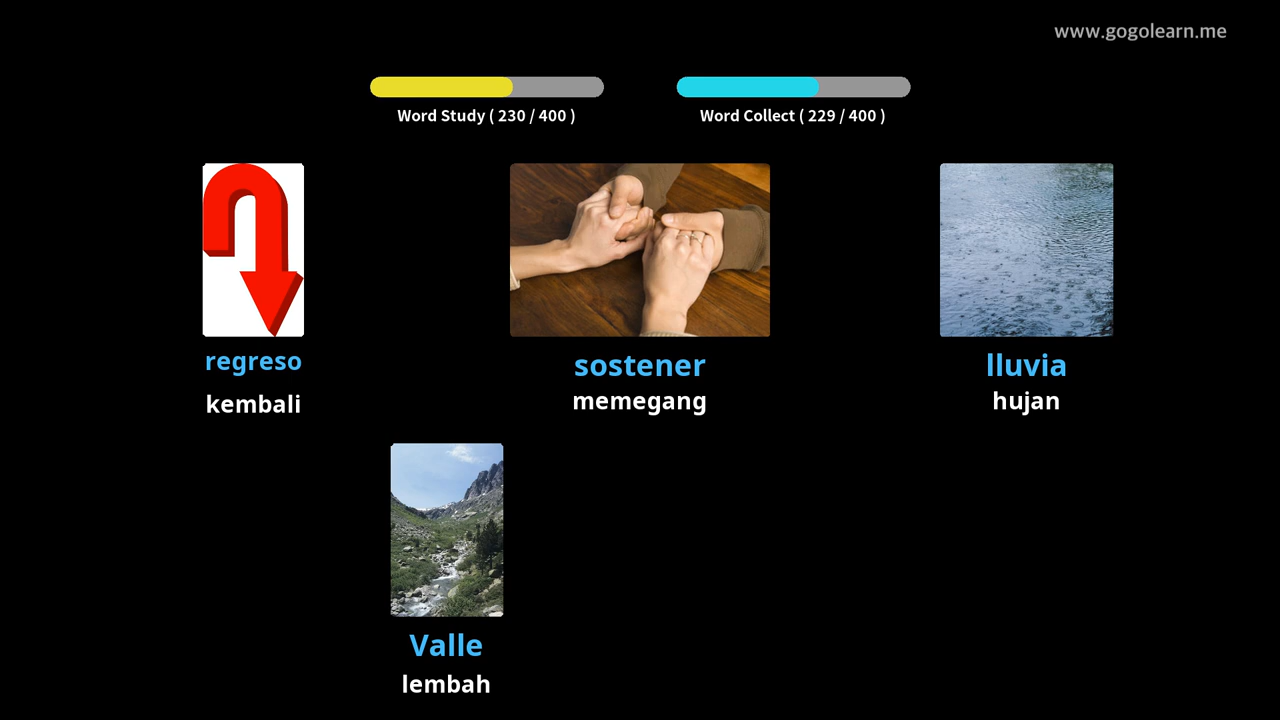 www.gogolearn.me
Word Study ( 230 / 400 )
Word Collect ( 229 / 400 )
regreso
kembali
sostener
memegang
lluvia
hujan
Valle
lembah